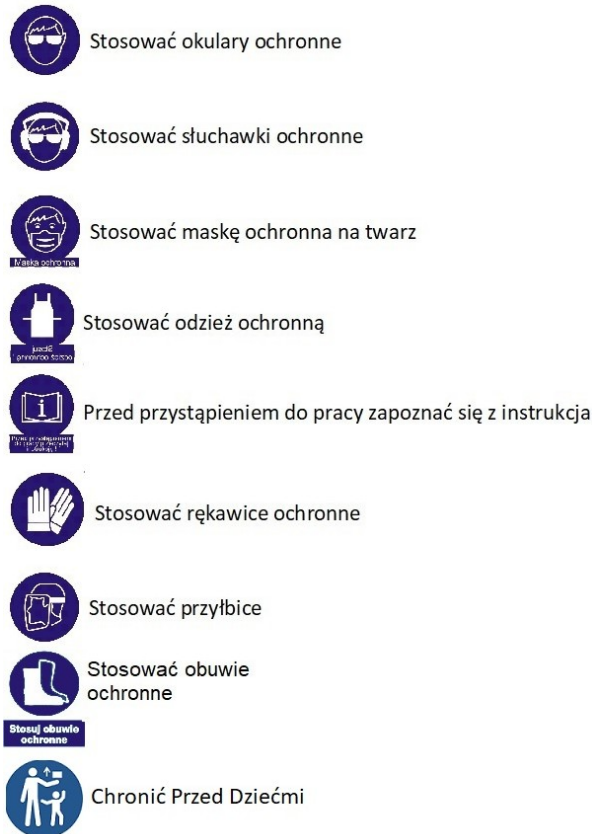 Stosować okulary ochronne
Stosować słuchawki ochronne
Stosować maskę ochronna na twarz
Maska ochronna
Stosować odzież ochronną
Przed przystąpieniem do pracy zapoznać się z instrukcja
Stosować rękawice ochronne
Stosować przyłbice
Stosować obuwie
ochronne
Stosuj obuwie
ochronne
Chronić Przed Dziećmi